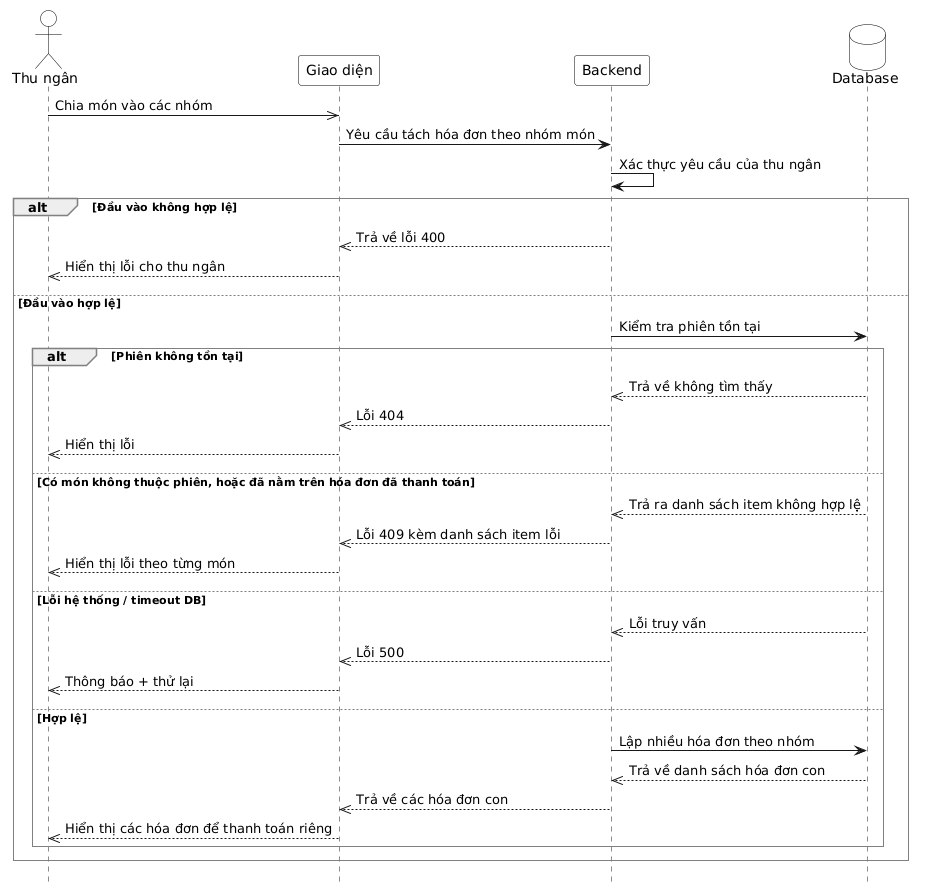 Thu ngân
Giao diện
Backend
Database
Chia món vào các nhóm
Yêu cầu tách hóa đơn theo nhóm món
Xác thực yêu cầu của thu ngân
alt [Đầu vào không hợp lệ]
Trả về lỗi 400
Hiển thị lỗi cho thu ngân
[Đầu vào hợp lệ]
Kiểm tra phiên tồn tại
alt [Phiên không tồn tại]
Trả về không tìm thấy
Lỗi 404
Hiển thị lỗi
[Có món không thuộc phiên, hoặc đã nằm trên hóa đơn đã thanh toán]
Trả ra danh sách item không hợp lệ
Lỗi 409 kèm danh sách item lỗi
Hiển thị lỗi theo từng món
[Lỗi hệ thống / timeout DB]
Lỗi truy vấn
Lỗi 500
Thông báo + thử lại
[Hợp lệ]
Lập nhiều hóa đơn theo nhóm
Trả về danh sách hóa đơn con
Trả về các hóa đơn con
Hiển thị các hóa đơn để thanh toán riêng